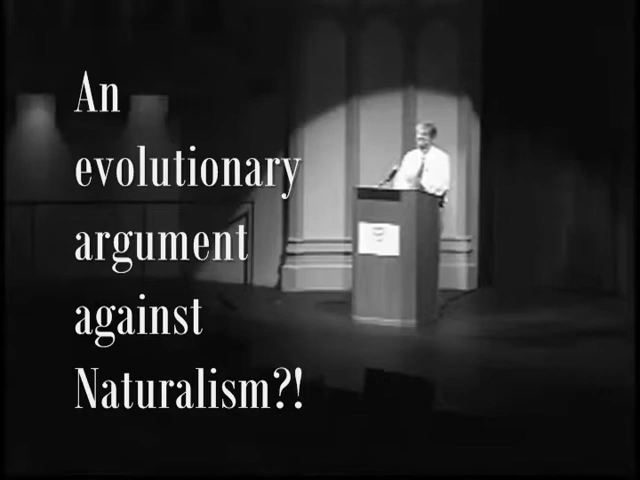 An
evolutionary
argument
against
Naturalism?!